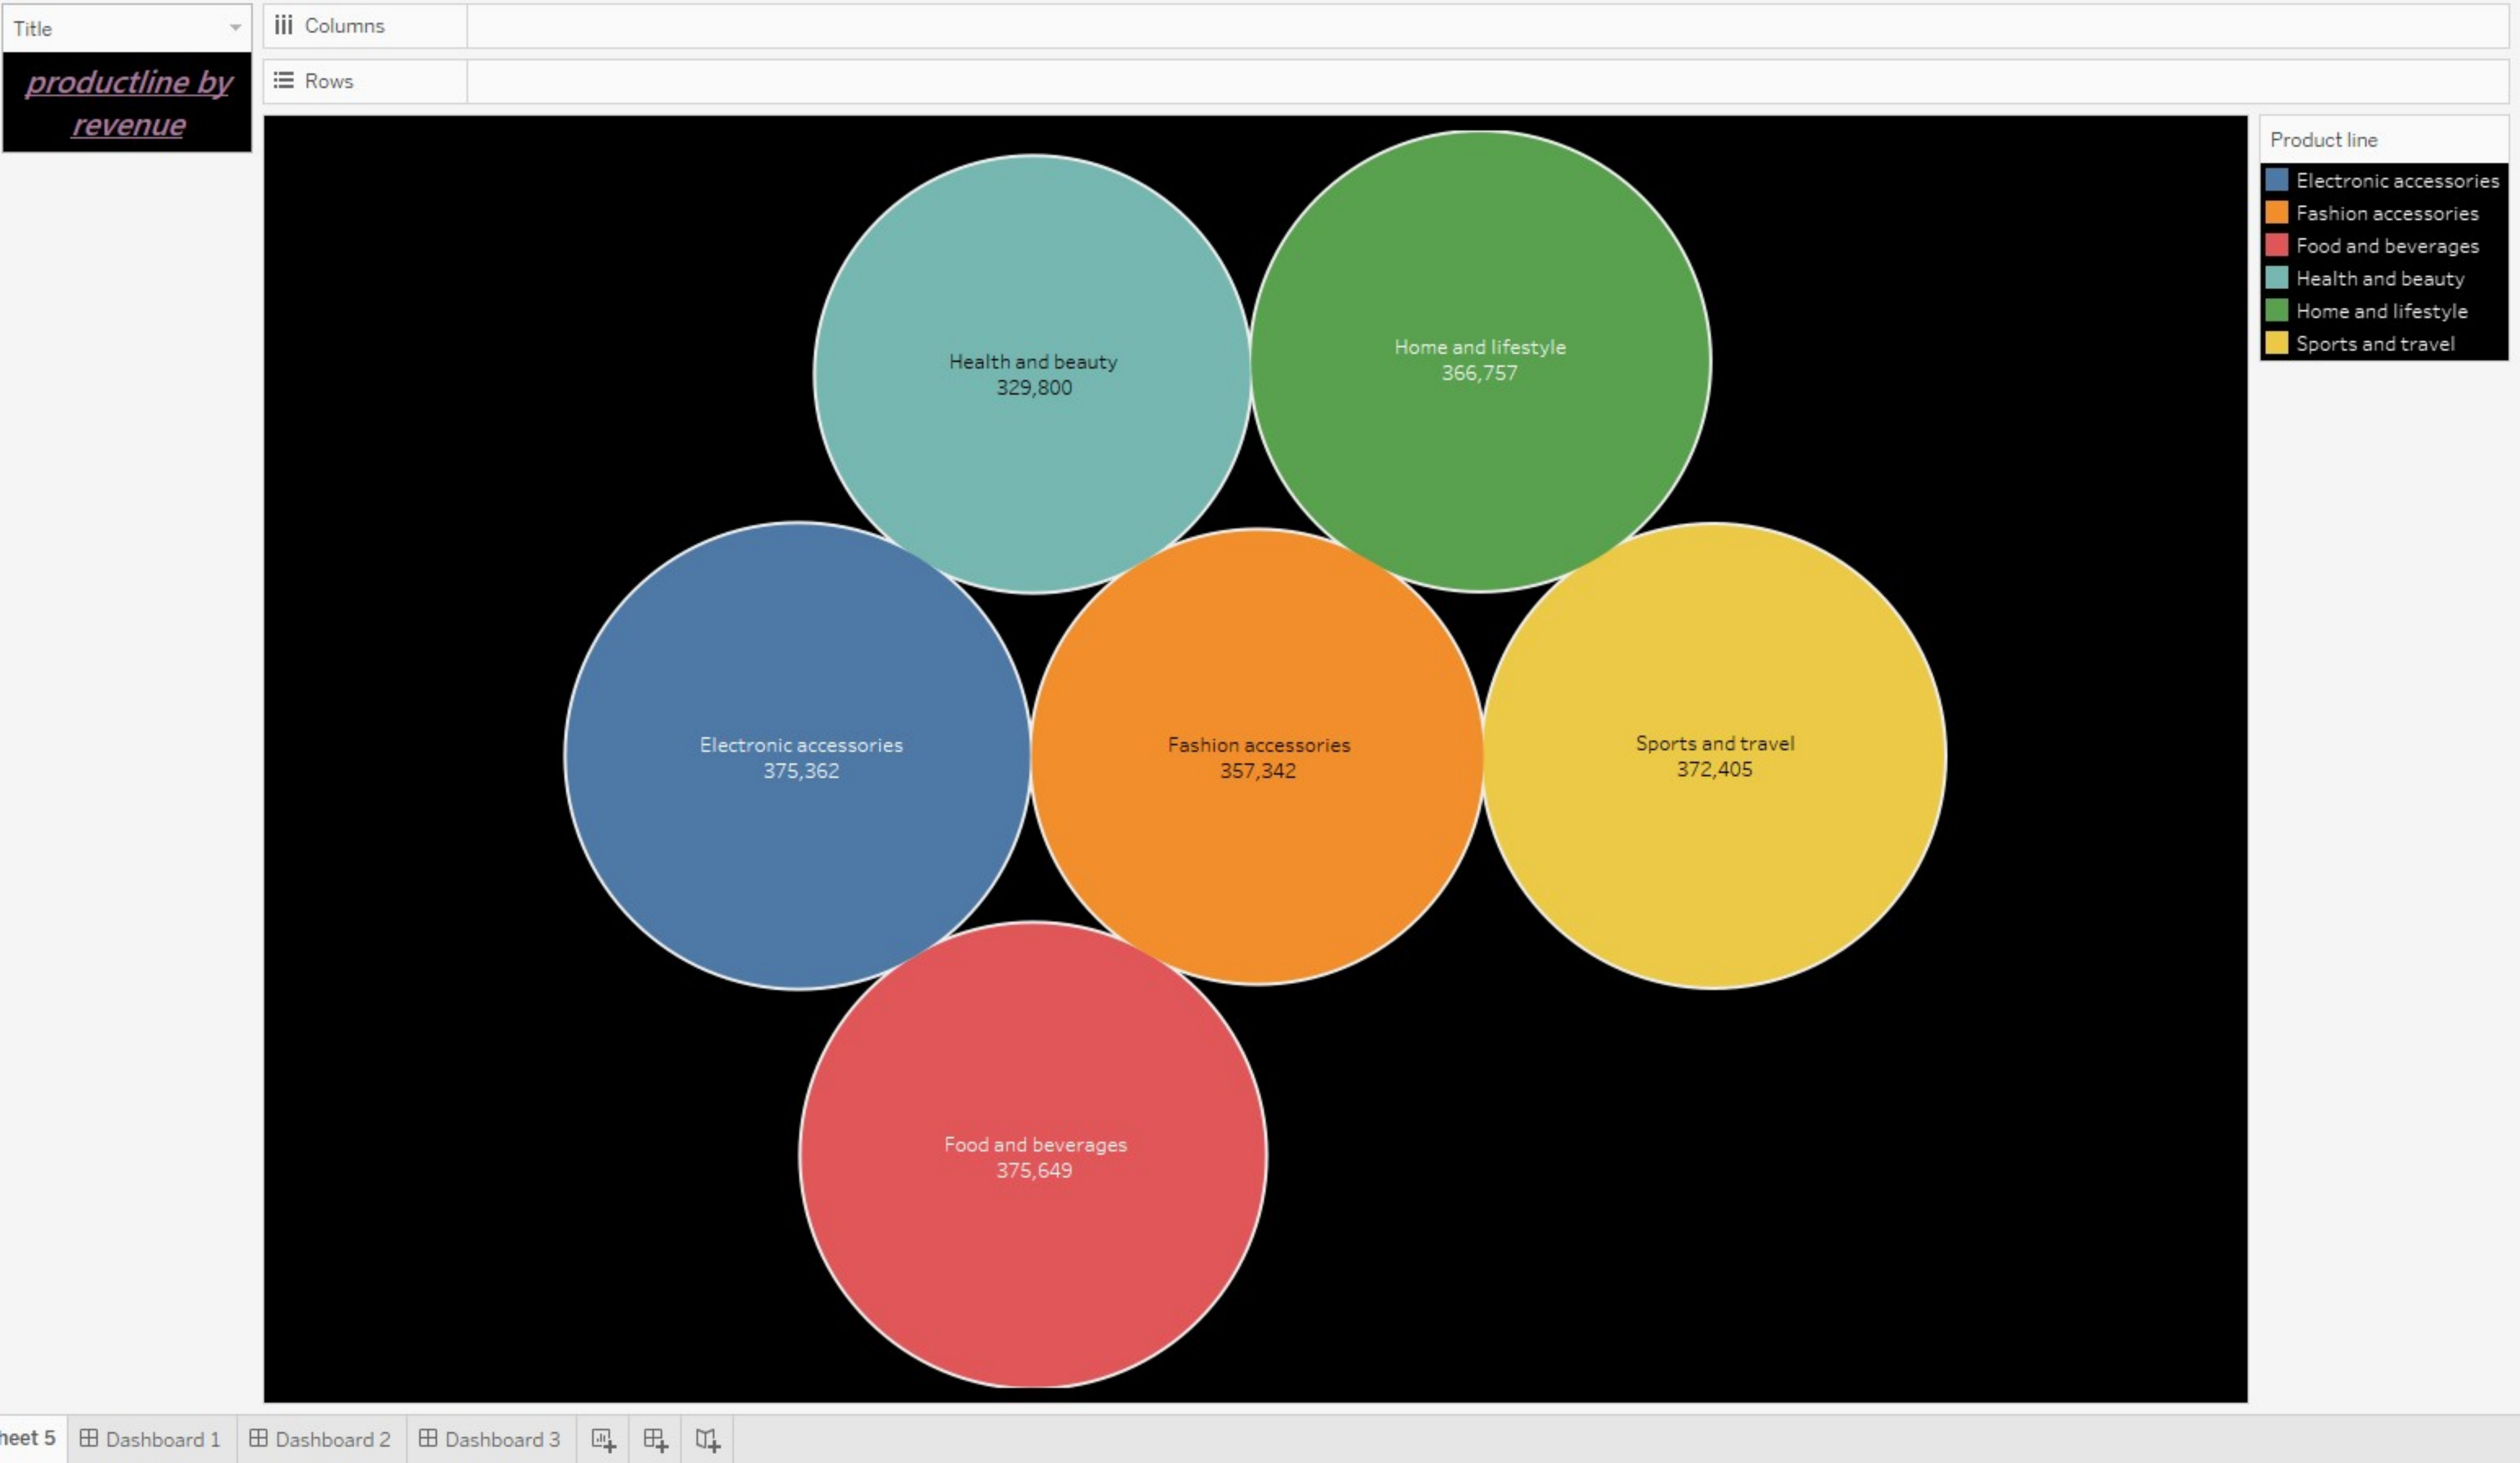 Title
productline by
revenue
Columns
Rows
Health and beauty
329,800
Home and lifestyle
366,757
Electronic accessories
375,362
Fashion accessories
357,342
Sports and travel
372,405
Food and beverages
375,649
Product line
Electronic accessories
Fashion accessories
Food and beverages
Health and beauty
Home and lifestyle
Sports and travel
heet 5
Dashboard 1
Dashboard 2
Dashboard 3